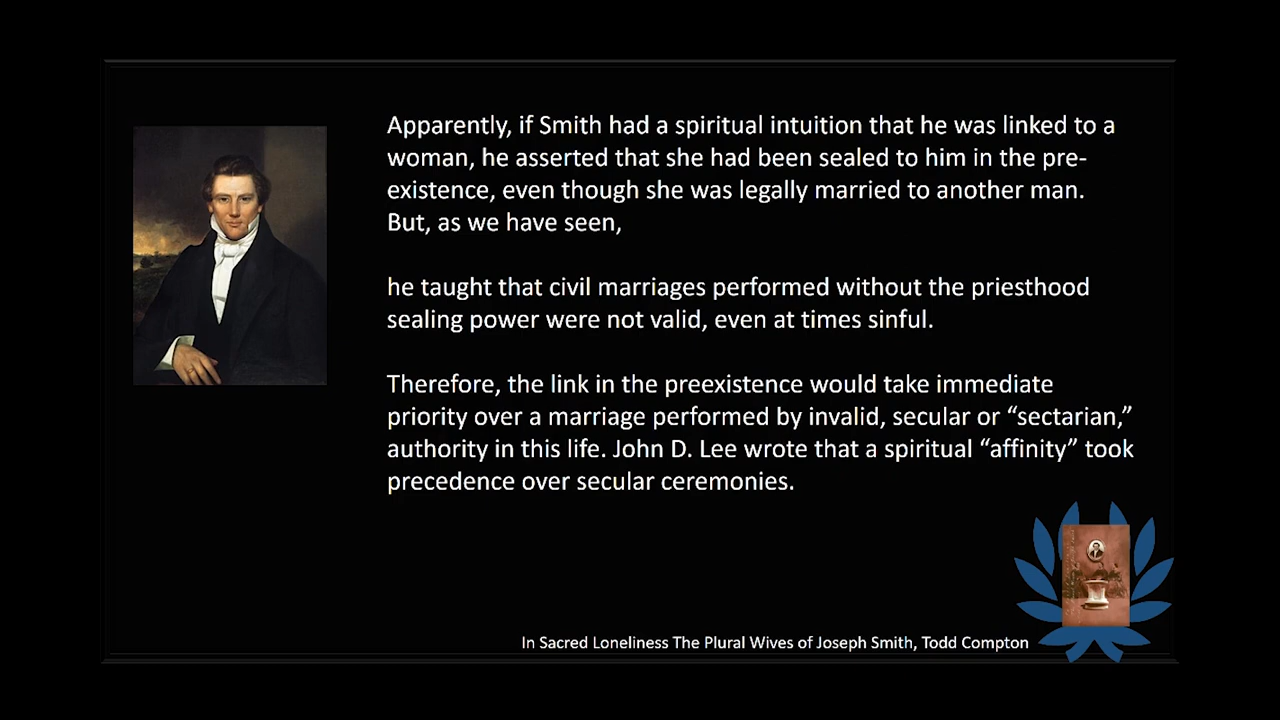 Apparently, if Smith had a spiritual intuition that he was linked to a
woman, he asserted that she had been sealed to him in the pre-
existence, even though she was legally married to another man.
But, as we have seen,
he taught that civil marriages performed without the priesthood
sealing power were not valid, even at times sinful.
Therefore, the link in the preexistence would take immediate
priority over a marriage performed by invalid, secular or “sectarian,”
authority in this life. John D. Lee wrote that a spiritual “affinity” took
precedence over secular ceremonies.
In Sacred Loneliness The Plural Wives of Joseph Smith, Todd Compton